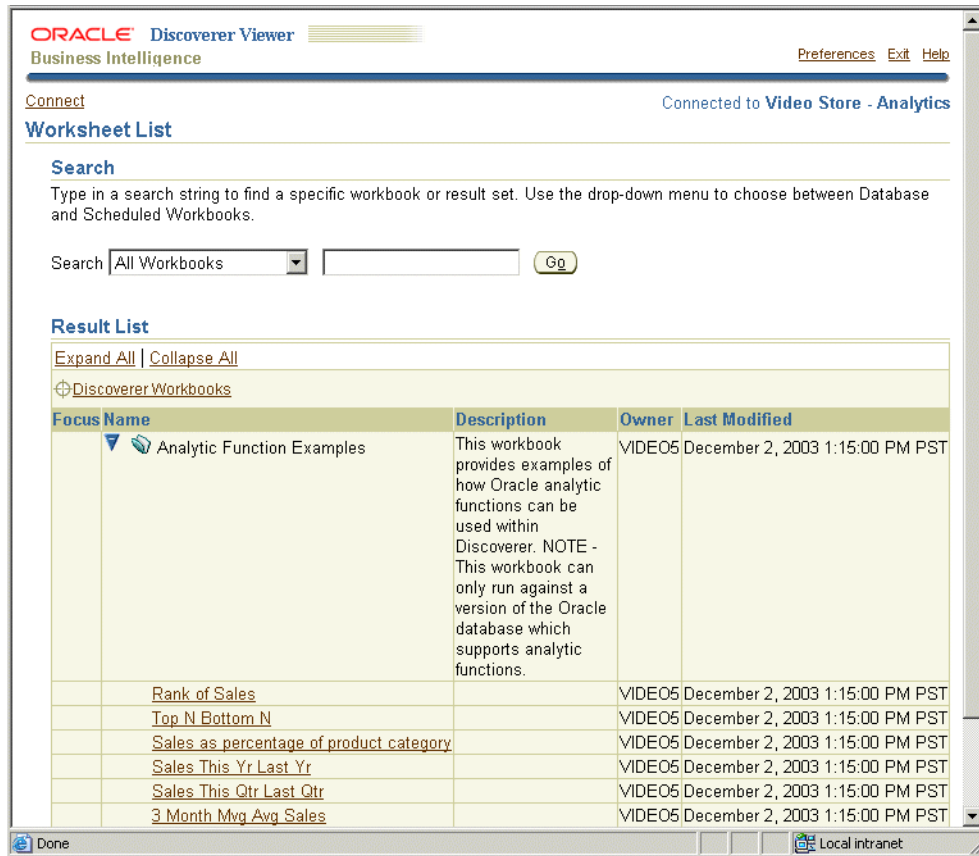 ORACLE® Discoverer Viewer
Business Intelligence
Preferences Exit Help
Connect
Connected to Video Store - Analytics
Worksheet List
Search
Type in a search string to find a specific workbook or result set. Use the drop-down menu to choose between Database
and Scheduled Workbooks.
Search All Workbooks Go
Result List
Expand All | Collapse All
Discoverer Workbooks
Focus Name Description Owner Last Modified
Analytic Function Examples This workbook VIDEO5 December 2, 2003 1:15:00 PM PST
provides examples of
how Oracle analytic
functions can be
used within
Discoverer. NOTE -
This workbook can
only run against a
version of the Oracle
database which
supports analytic
functions.
Rank of Sales VIDEO5 December 2, 2003 1:15:00 PM PST
Top N Bottom N VIDEO5 December 2, 2003 1:15:00 PM PST
Sales as percentage of product category VIDEO5 December 2, 2003 1:15:00 PM PST
Sales This Yr Last Yr VIDEO5 December 2, 2003 1:15:00 PM PST
Sales This Qtr Last Qtr VIDEO5 December 2, 2003 1:15:00 PM PST
3 Month Mvg Avg Sales VIDEO5 December 2, 2003 1:15:00 PM PST
Done Local intranet